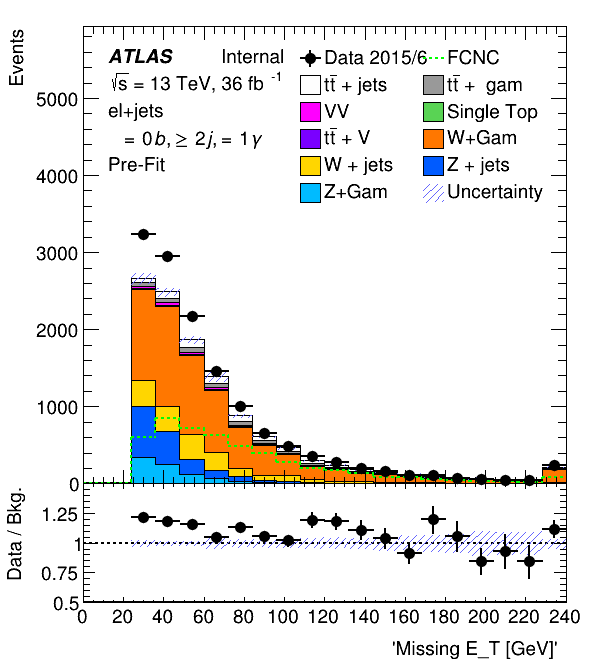 Events
ATLAS Internal
√s = 13 TeV, 36 fb -1
el+jets
= 0b, ≥ 2j, = 1γ
Pre-Fit
Data 2015/6 FCNC
tt̄ + jets tt̄ + gam
VV Single Top
tt̄ + V W+Gam
W + jets Z + jets
Z+Gam Uncertainty
5000
4000
3000
2000
1000
0
Data / Bkg.
1.25
1
0.75
0.5
0 20 40 60 80 100 120 140 160 180 200 220 240
'Missing E_T [GeV]'